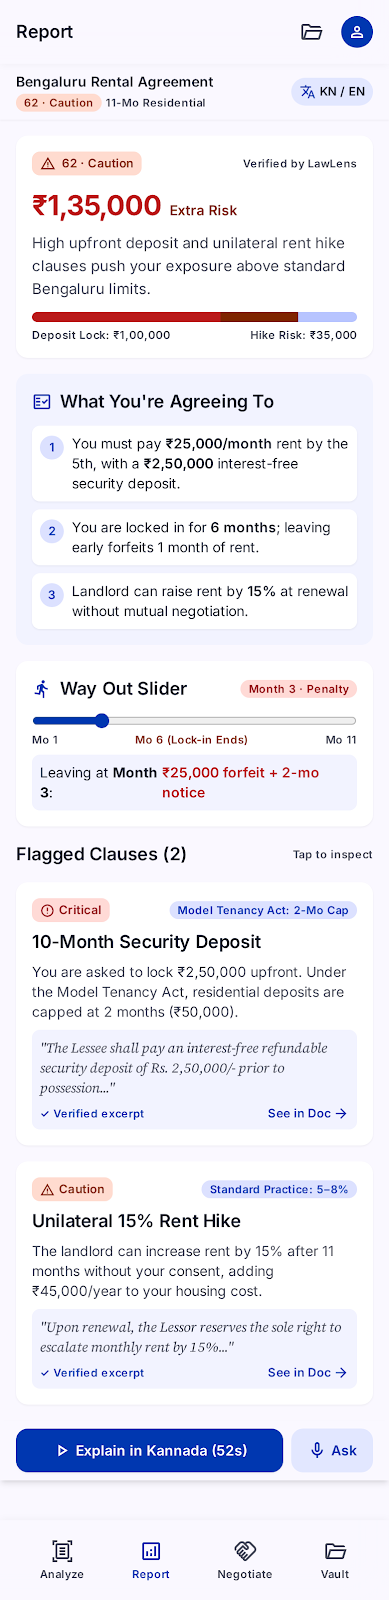 Report
Bengaluru Rental Agreement
62 · Caution 11-Mo Residential
KN / EN
62 · Caution
Verified by LawLens
₹1,35,000 Extra Risk
High upfront deposit and unilateral rent hike
clauses push your exposure above standard
Bengaluru limits.
Deposit Lock: ₹1,00,000
Hike Risk: ₹35,000
What You're Agreeing To
1
You must pay ₹25,000/month rent by the
5th, with a ₹2,50,000 interest-free
security deposit.
2
You are locked in for 6 months; leaving
early forfeits 1 month of rent.
3
Landlord can raise rent by 15% at renewal
without mutual negotiation.
Way Out Slider
Month 3 · Penalty
Mo 1
Mo 6 (Lock-in Ends)
Mo 11
Leaving at Month
3:
₹25,000 forfeit + 2-mo
notice
Flagged Clauses (2)
Tap to inspect
Critical
Model Tenancy Act: 2-Mo Cap
10-Month Security Deposit
You are asked to lock ₹2,50,000 upfront. Under
the Model Tenancy Act, residential deposits are
capped at 2 months (₹50,000).
"The Lessee shall pay an interest-free refundable
security deposit of Rs. 2,50,000/- prior to
possession..."
✓ Verified excerpt
See in Doc →
Caution
Standard Practice: 5–8%
Unilateral 15% Rent Hike
The landlord can increase rent by 15% after 11
months without your consent, adding
₹45,000/year to your housing cost.
"Upon renewal, the Lessor reserves the sole right to
escalate monthly rent by 15%..."
✓ Verified excerpt
See in Doc →
Explain in Kannada (52s)
Ask
Analyze
Report
Negotiate
Vault